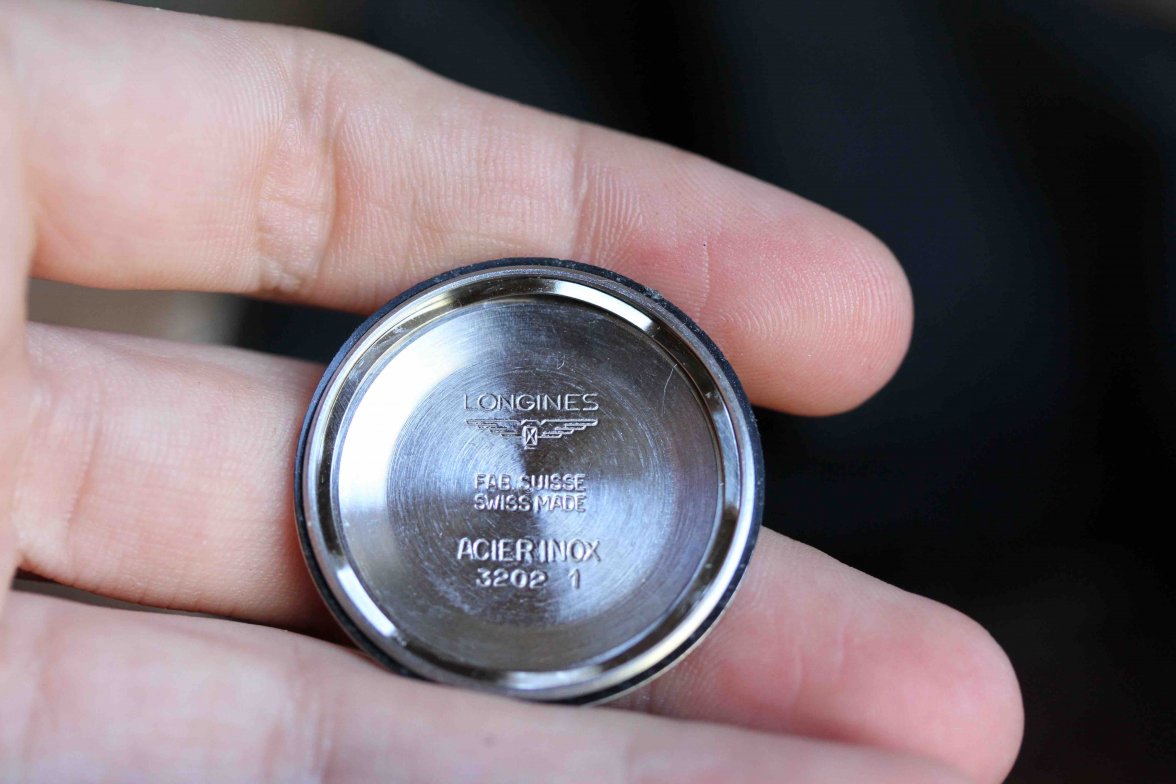 LONGINES
FAB. SUISSE
SWISS MADE
ACIER INOX
3202 1